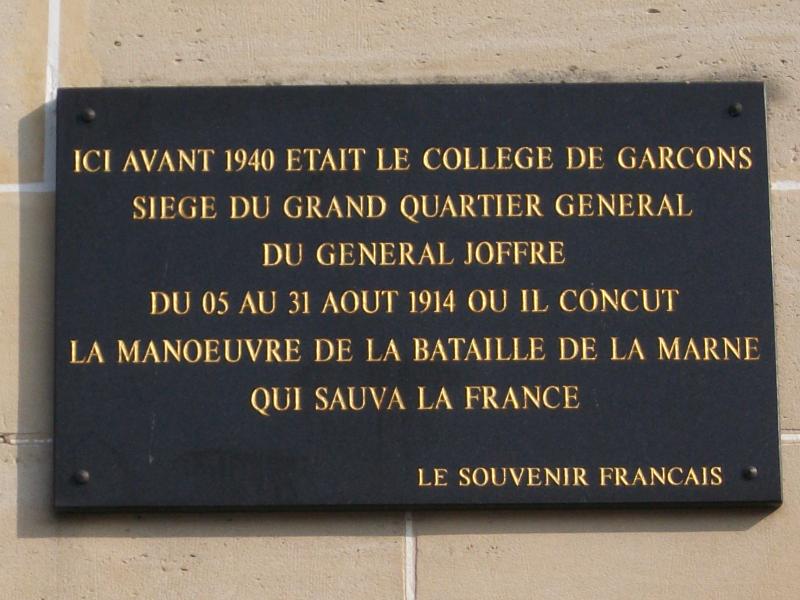 ICI AVANT 1940 ETAIT LE COLLEGE DE GARCONS
SIEGE DU GRAND QUARTIER GENERAL
DU GENERAL JOFFRE
DU 05 AU 31 AOUT 1914 OU IL CONCUT
LA MANOEUVRE DE LA BATAILLE DE LA MARNE
QUI SAUVA LA FRANCE
LE SOUVENIR FRANCAIS